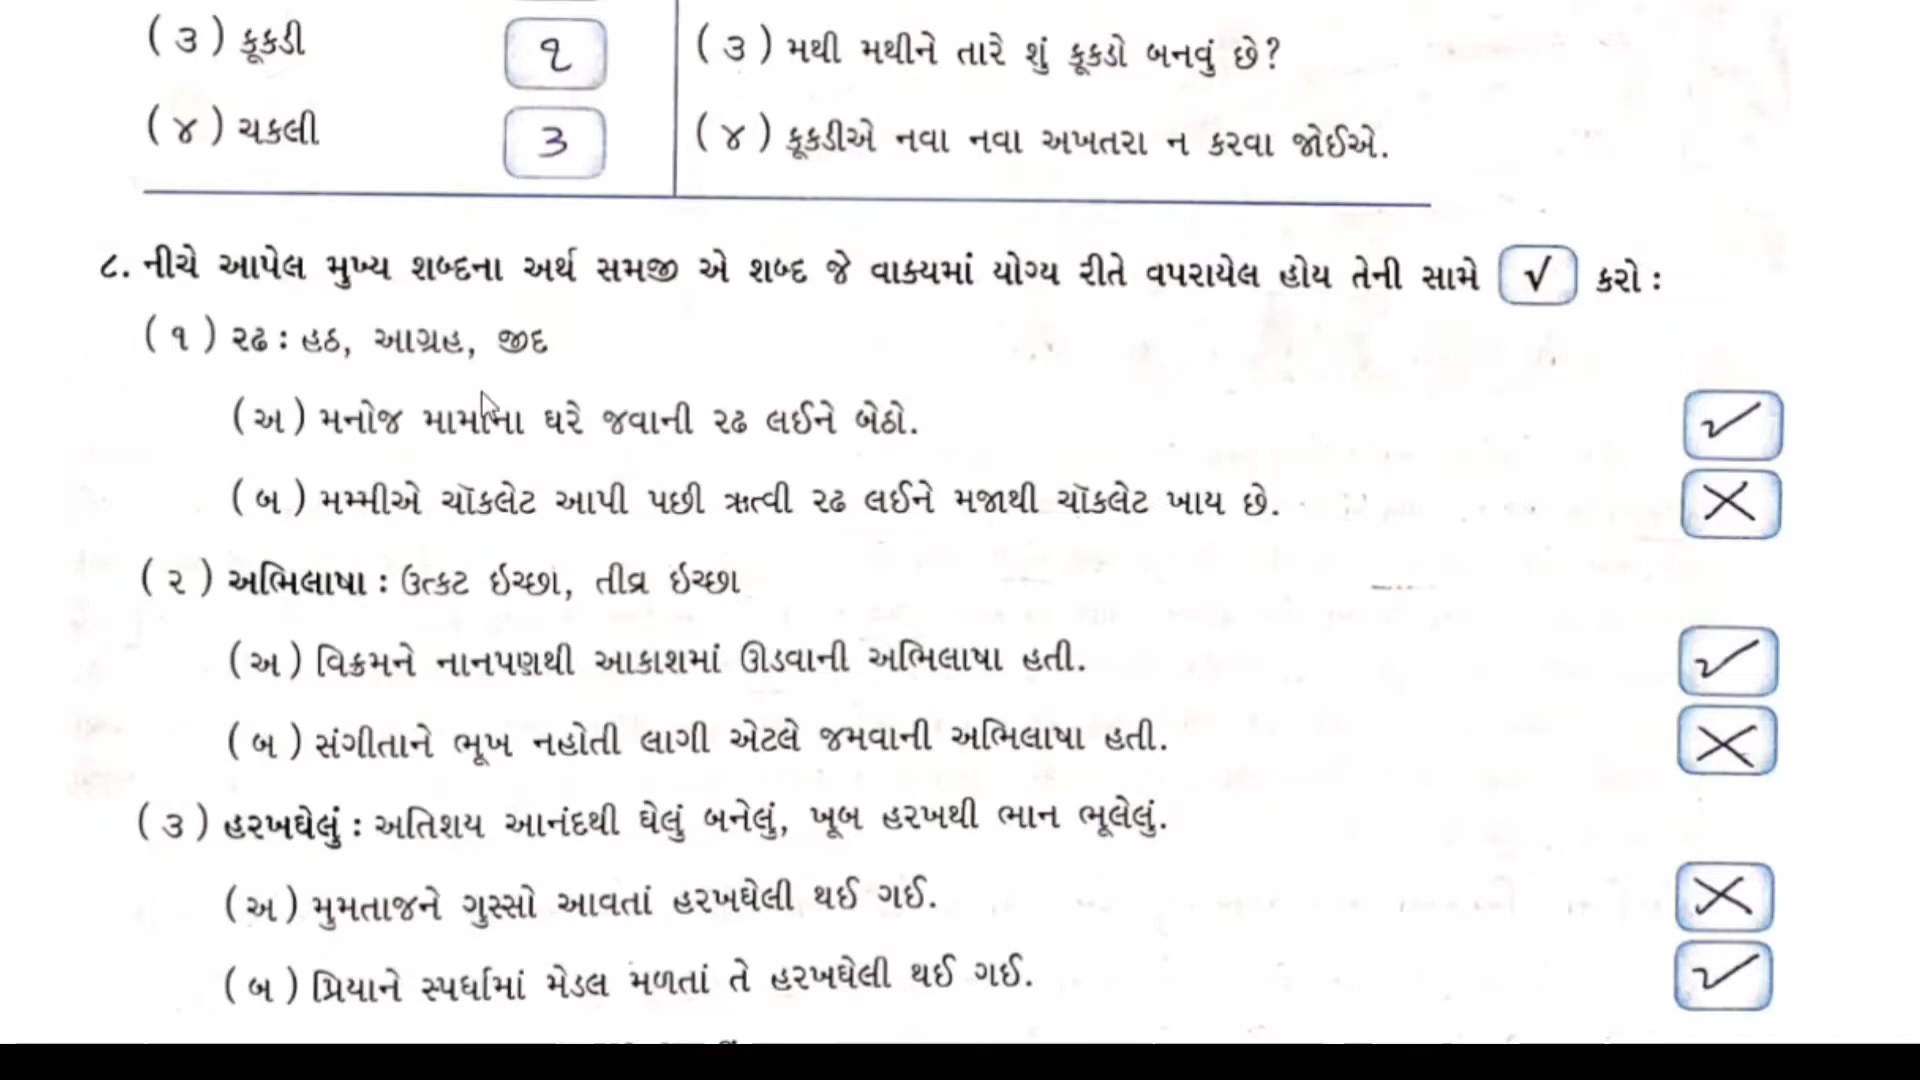 (૩) કૂકડી ૧ (૩) મથી મથીને તારે શું કૂકડો બનવું છે?
(૪) ચકલી ૩ (૪) કૂકડીએ નવા નવા અખતરા ન કરવા જોઈએ.
૮. નીચે આપેલ મુખ્ય શબ્દના અર્થ સમજી એ શબ્દ જે વાક્યમાં યોગ્ય રીતે વપરાયેલ હોય તેની સામે √ કરો :
(૧) રઢ : હઠ, આગ્રહ, જીદ
(અ) મનોજ મામાના ઘરે જવાની રઢ લઈને બેઠો. ✓
(બ) મમ્મીએ ચૉકલેટ આપી પછી ઋત્વી રઢ લઈને મજાથી ચૉકલેટ ખાય છે. ✗
(૨) અભિલાષા : ઉત્કટ ઇચ્છા, તીવ્ર ઇચ્છા
(અ) વિક્રમને નાનપણથી આકાશમાં ઊડવાની અભિલાષા હતી. ✓
(બ) સંગીતાને ભૂખ નહોતી લાગી એટલે જમવાની અભિલાષા હતી. ✗
(૩) હરખઘેલું : અતિશય આનંદથી ઘેલું બનેલું, ખૂબ હરખથી ભાન ભૂલેલું.
(અ) મુમતાજને ગુસ્સો આવતાં હરખઘેલી થઈ ગઈ. ✗
(બ) પ્રિયાને સ્પર્ધામાં મેડલ મળતાં તે હરખઘેલી થઈ ગઈ. ✓